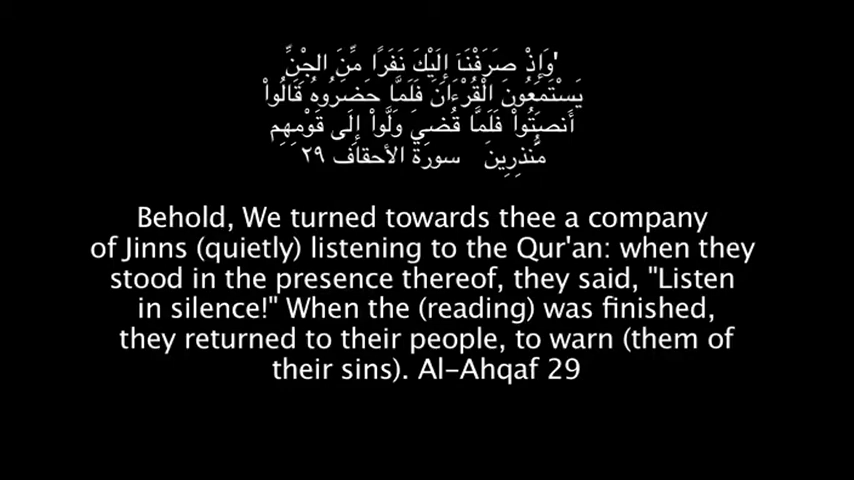 'وَإِذْ صَرَفْنَآ إِلَيْكَ نَفَرًا مِّنَ الْجْنِّ
يَسْتَمَعُونَ الْقُرْءَانَ فَلَمَّا حَضَرُوهُ قَالُواْ
أَنصِتُواْ فَلَمَّا قُضِيَ وَلَّواْ إِلَى قَوْمِهِم
مُّنذِرِينَ سورة الأحقاف ٢٩
Behold, We turned towards thee a company
of Jinns (quietly) listening to the Qur'an: when they
stood in the presence thereof, they said, "Listen
in silence!" When the (reading) was finished,
they returned to their people, to warn (them of
their sins). Al-Ahqaf 29